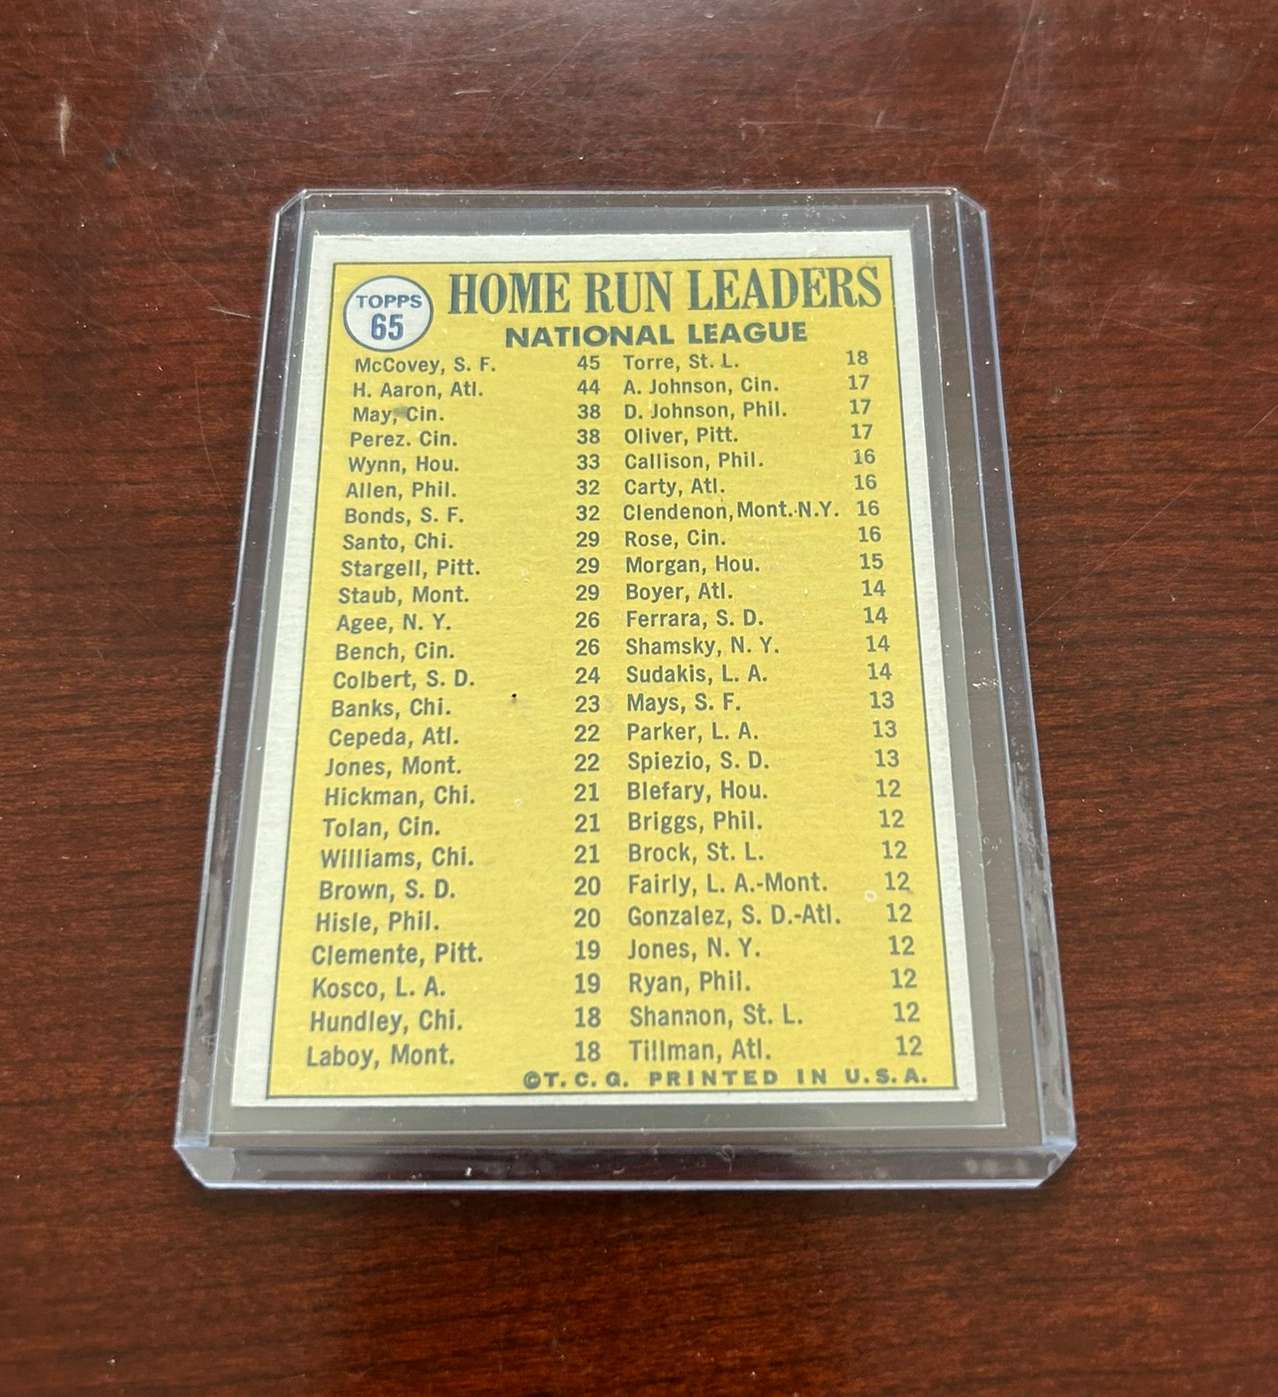 TOPPS
65
HOME RUN LEADERS
NATIONAL LEAGUE
McCovey, S. F. 45
H. Aaron, Atl. 44
May, Cin. 38
Perez. Cin. 38
Wynn, Hou. 33
Allen, Phil. 32
Bonds, S. F. 32
Santo, Chi. 29
Stargell, Pitt. 29
Staub, Mont. 29
Agee, N. Y. 26
Bench, Cin. 26
Colbert, S. D. 24
Banks, Chi. 23
Cepeda, Atl. 22
Jones, Mont. 22
Hickman, Chi. 21
Tolan, Cin. 21
Williams, Chi. 21
Brown, S. D. 20
Hisle, Phil. 20
Clemente, Pitt. 19
Kosco, L. A. 19
Hundley, Chi. 18
Laboy, Mont. 18
Torre, St. L. 18
A. Johnson, Cin. 17
D. Johnson, Phil. 17
Oliver, Pitt. 17
Callison, Phil. 16
Carty, Atl. 16
Clendenon, Mont.-N.Y. 16
Rose, Cin. 16
Morgan, Hou. 15
Boyer, Atl. 14
Ferrara, S. D. 14
Shamsky, N. Y. 14
Sudakis, L. A. 14
Mays, S. F. 13
Parker, L. A. 13
Spiezio, S. D. 13
Blefary, Hou. 12
Briggs, Phil. 12
Brock, St. L. 12
Fairly, L. A.-Mont. 12
Gonzalez, S. D.-Atl. 12
Jones, N. Y. 12
Ryan, Phil. 12
Shannon, St. L. 12
Tillman, Atl. 12
©T. C. G. PRINTED IN U.S.A.